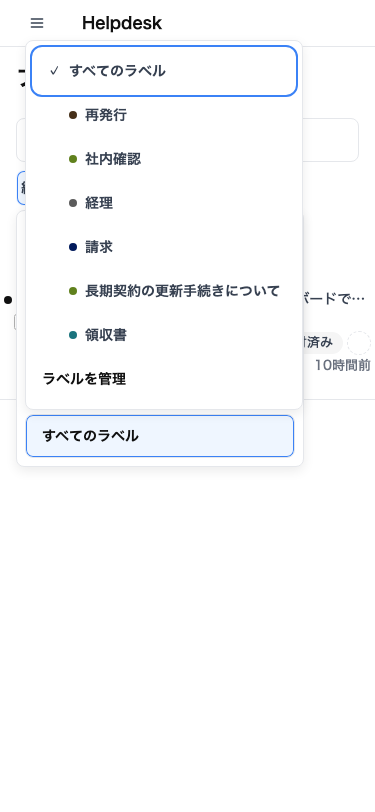 Helpdesk
✓ すべてのラベル
再発行
社内確認
経理
請求
長期契約の更新手続きについて
ードで…
領収書
済み
10時間前
ラベルを管理
すべてのラベル